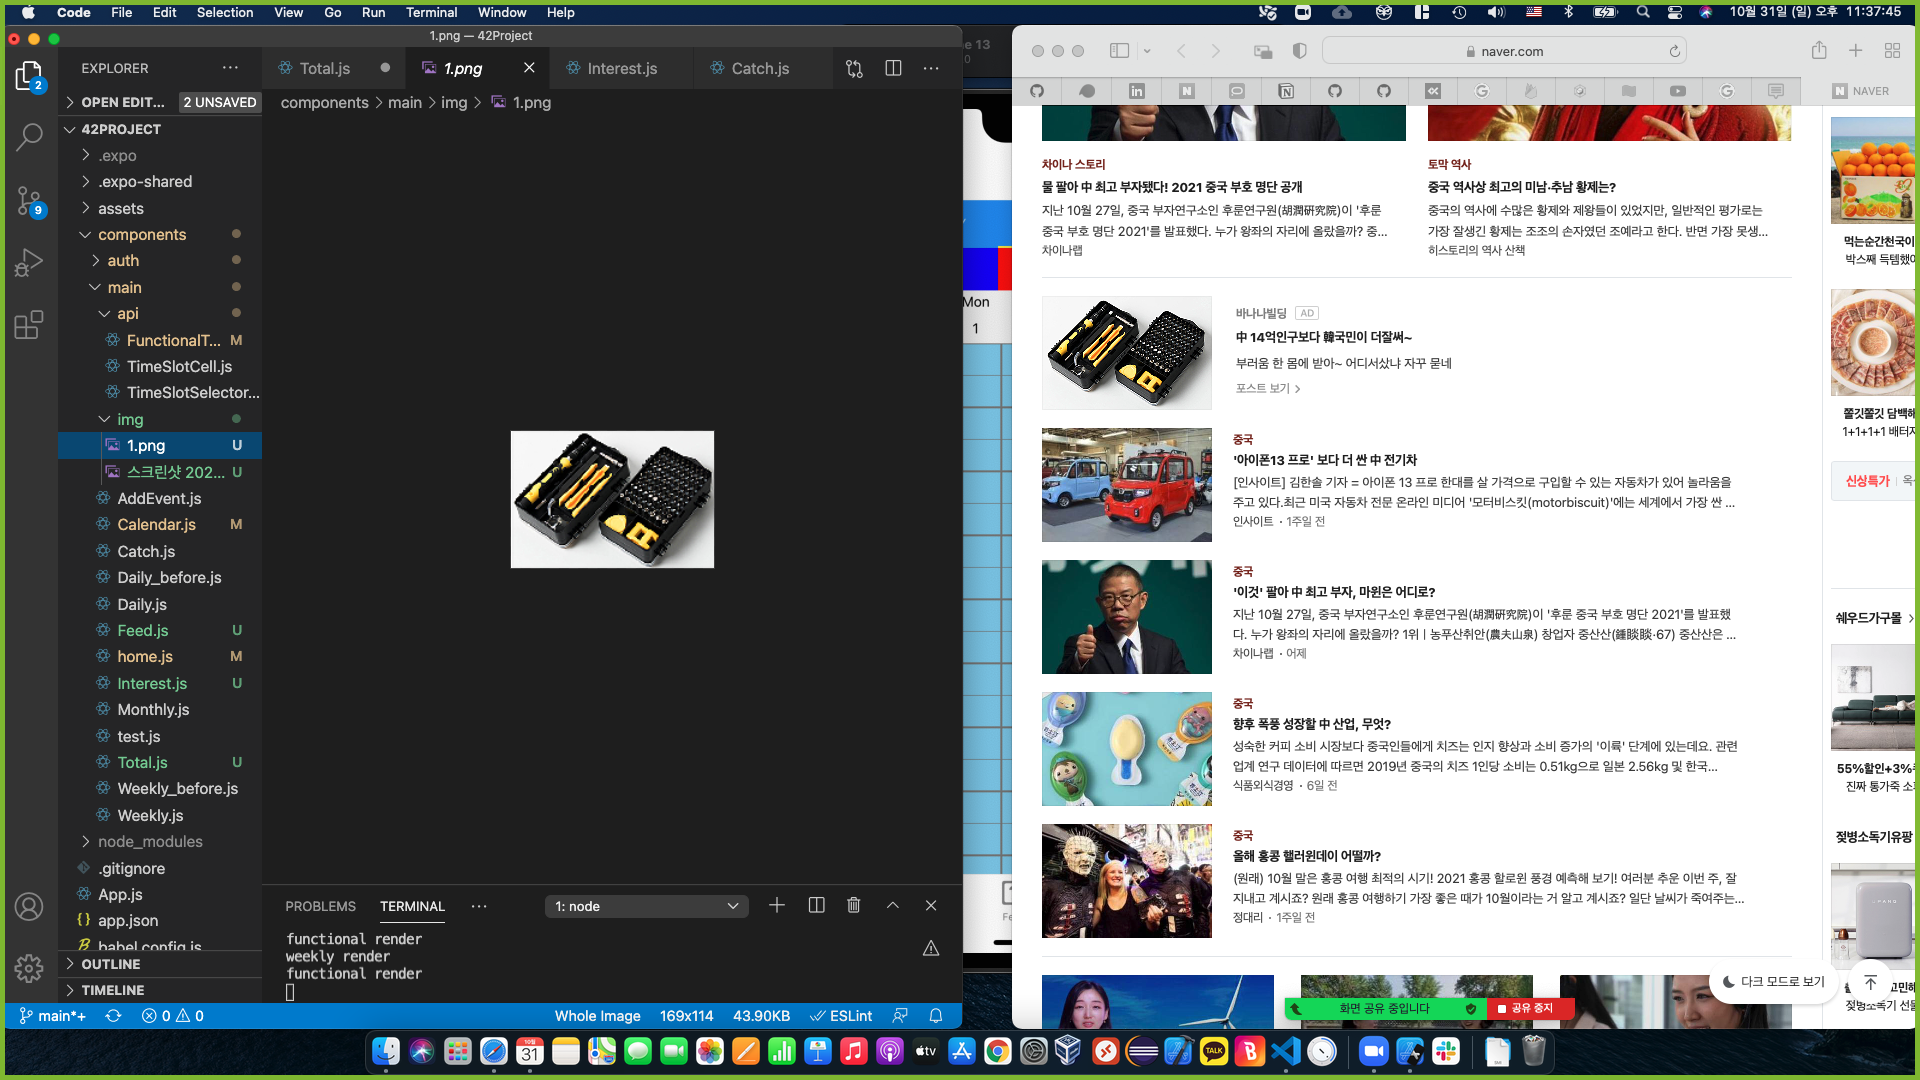 Code File Edit Selection View Go Run Terminal Window Help
10월 31일 (일) 오후 11:37:45
1.png — 42Project
EXPLORER
OPEN EDIT... 2 UNSAVED
42PROJECT
.expo
.expo-shared
assets
components
auth
main
api
FunctionalT... M
TimeSlotCell.js
TimeSlotSelector...
img
1.png U
스크린샷 202... U
AddEvent.js
Calendar.js M
Catch.js
Daily_before.js
Daily.js
Feed.js U
home.js M
Interest.js U
Monthly.js
test.js
Total.js U
Weekly_before.js
Weekly.js
node_modules
.gitignore
App.js
app.json
babel.config.js
OUTLINE
TIMELINE
2
9
Total.js
1.png
Interest.js
Catch.js
components > main > img > 1.png
PROBLEMS TERMINAL
1: node
functional render
weekly render
functional render
main*+ 0 0
Whole Image 169x114 43.90KB ESLint
13
Mon
1
naver.com
NAVER
차이나 스토리
물 팔아 中 최고 부자됐다! 2021 중국 부호 명단 공개
지난 10월 27일, 중국 부자연구소인 후룬연구원(胡潤硏究院)이 '후룬
중국 부호 명단 2021'를 발표했다. 누가 왕좌의 자리에 올랐을까? 중...
차이나랩
토막 역사
중국 역사상 최고의 미남·추남 황제는?
중국의 역사에 수많은 황제와 제왕들이 있었지만, 일반적인 평가로는
가장 잘생긴 황제는 조조의 손자였던 조예라고 한다. 반면 가장 못생...
히스토리의 역사 산책
바나나빌딩 AD
中 14억인구보다 韓국민이 더잘써~
부러움 한 몸에 받아~ 어디서샀냐 자꾸 묻네
포스트 보기
중국
'아이폰13 프로' 보다 더 싼 中 전기차
[인사이트] 김한솔 기자 = 아이폰 13 프로 한대를 살 가격으로 구입할 수 있는 자동차가 있어 놀라움을
주고 있다.최근 미국 자동차 전문 온라인 미디어 '모터비스킷(motorbiscuit)'에는 세계에서 가장 싼 ...
인사이트 · 1주일 전
중국
'이것' 팔아 中 최고 부자, 마윈은 어디로?
지난 10월 27일, 중국 부자연구소인 후룬연구원(胡潤硏究院)이 '후룬 중국 부호 명단 2021'를 발표했
다. 누가 왕좌의 자리에 올랐을까? 1위 | 농푸산취안(農夫山泉) 창업자 중산산(鍾睒睒·67) 중산산은 ...
차이나랩 · 어제
중국
향후 폭풍 성장할 中 산업, 무엇?
성숙한 커피 소비 시장보다 중국인들에게 치즈는 인지 향상과 소비 증가의 '이륙' 단계에 있는데요. 관련
업계 연구 데이터에 따르면 2019년 중국의 치즈 1인당 소비는 0.51kg으로 일본 2.56kg 및 한국...
식품외식경영 · 6일 전
중국
올해 홍콩 핼러윈데이 어떨까?
(원래) 10월 말은 홍콩 여행 최적의 시기! 2021 홍콩 할로윈 풍경 예측해 보기! 여러분 추운 이번 주, 잘
지내고 계시죠? 원래 홍콩 여행하기 가장 좋은 때가 10월이라는 거 알고 계시죠? 일단 날씨가 죽여주는...
정대리 · 1주일 전
먹는순간천국이
박스째 득템했어
쫄깃쫄깃 담백해
1+1+1+1 배터지
신상특가
쉐우드가구몰
55%할인+3%
진짜 통가죽 소
젖병소독기유팡
젖병소독기 선물
다크 모드로 보기
화면 공유 중입니다
공유 중지
10월
31
tv
TALK